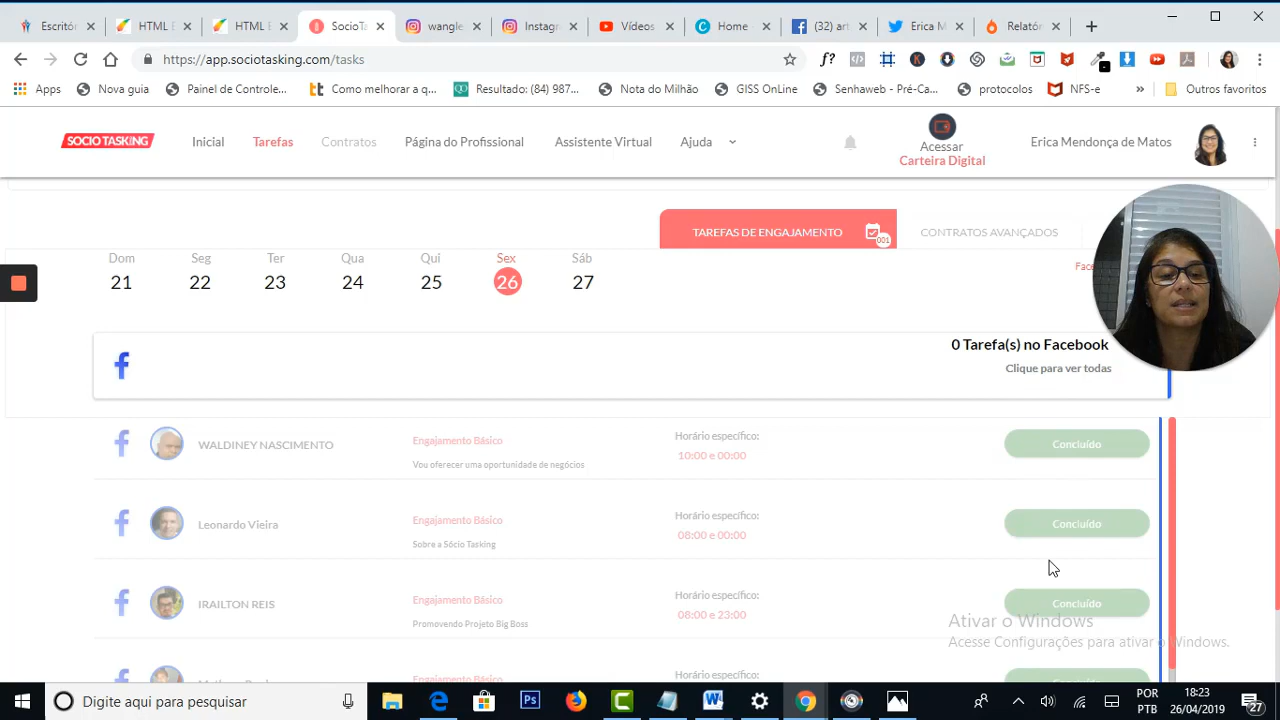 Escritó
HTML E
HTML E
SocioTa
wangle
Instagr
Vídeos
Home
(32) art
Erica M
Relatór
https://app.sociotasking.com/tasks
Apps
Nova guia
Painel de Controle...
Como melhorar a q...
Resultado: (84) 987...
Nota do Milhão
GISS Online
Senhaweb - Pré-Ca...
protocolos
NFS-e
Outros favoritos
SOCIO TASKING
Inicial
Tarefas
Contratos
Página do Profissional
Assistente Virtual
Ajuda
Acessar
Carteira Digital
Erica Mendonça de Matos
TAREFAS DE ENGAJAMENTO
001
CONTRATOS AVANÇADOS
Dom Seg Ter Qua Qui Sex Sáb
21 22 23 24 25 26 27
0 Tarefa(s) no Facebook
Clique para ver todas
WALDINEY NASCIMENTO
Engajamento Básico
Vou oferecer uma oportunidade de negócios
Horário específico:
10:00 e 00:00
Concluído
Leonardo Vieira
Engajamento Básico
Sobre a Sócio Tasking
Horário específico:
08:00 e 00:00
Concluído
IRAILTON REIS
Engajamento Básico
Promovendo Projeto Big Boss
Horário específico:
08:00 e 23:00
Concluído
Engajamento Básico
Horário específico:
Ativar o Windows
Acesse Configurações para ativar o Windows.
Digite aqui para pesquisar
POR
PTB
18:23
26/04/2019
27